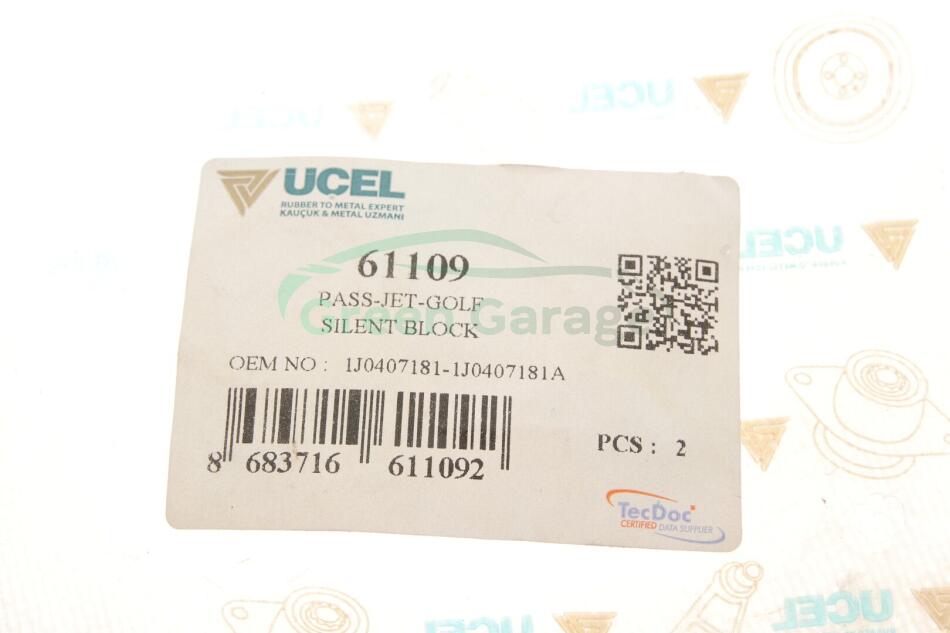 UCEL
UCEL
UCEL
RUBBER TO METAL EXPERT
KAUÇUK & METAL UZMANI
UCEL
61109
PASS-JET-GOLF
Green Garage
SILENT BLOCK
OEM NO : 1J0407181-1J0407181A
PCS : 2
8 683716 611092
TecDoc
CERTIFIED DATA SUPPLIER
UCEL